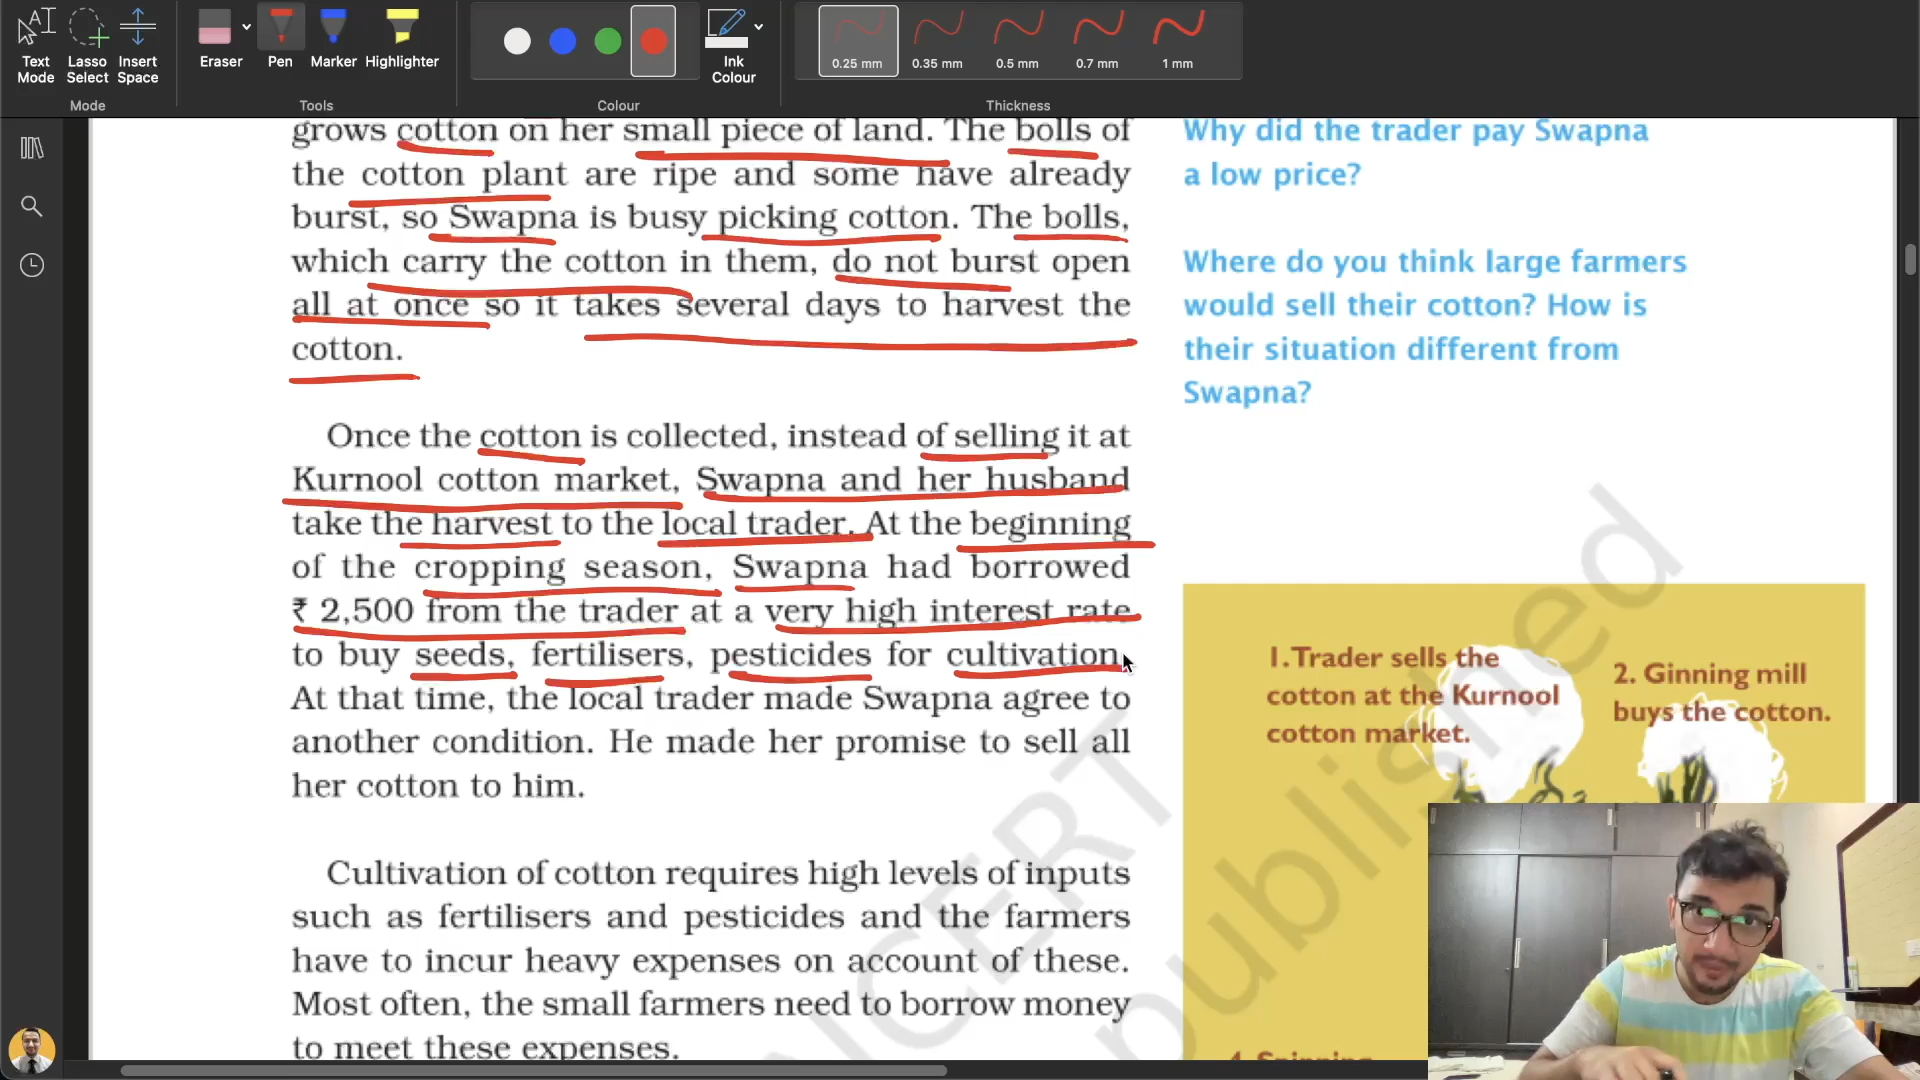 Text
Mode
Lasso
Select
Insert
Space
Mode
Eraser
Pen
Marker
Highlighter
Tools
Colour
Ink
Colour
0.25 mm
0.35 mm
0.5 mm
0.7 mm
1 mm
Thickness
grows cotton on her small piece of land. The bolls of
the cotton plant are ripe and some have already
burst, so Swapna is busy picking cotton. The bolls,
which carry the cotton in them, do not burst open
all at once so it takes several days to harvest the
cotton.
Once the cotton is collected, instead of selling it at
Kurnool cotton market, Swapna and her husband
take the harvest to the local trader. At the beginning
of the cropping season, Swapna had borrowed
₹ 2,500 from the trader at a very high interest rate
to buy seeds, fertilisers, pesticides for cultivation.
At that time, the local trader made Swapna agree to
another condition. He made her promise to sell all
her cotton to him.
Cultivation of cotton requires high levels of inputs
such as fertilisers and pesticides and the farmers
have to incur heavy expenses on account of these.
Most often, the small farmers need to borrow money
to meet these expenses.
Why did the trader pay Swapna
a low price?
Where do you think large farmers
would sell their cotton? How is
their situation different from
Swapna?
1.Trader sells the
cotton at the Kurnool
cotton market.
2. Ginning mill
buys the cotton.
4. Spinning
NCERT
published